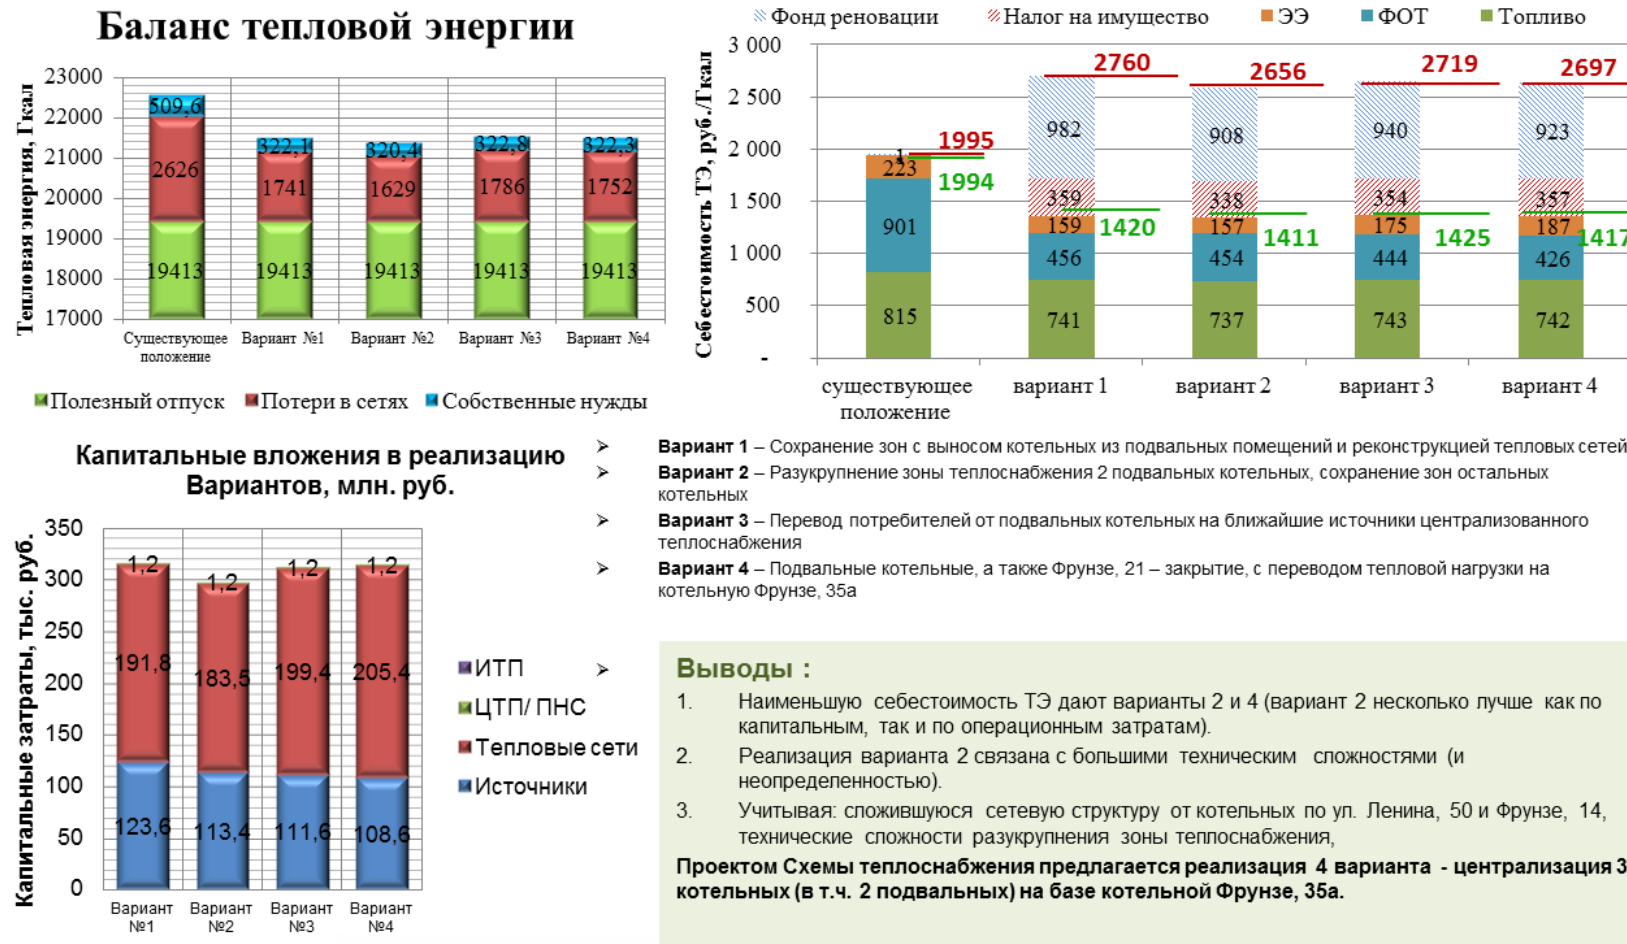 Баланс тепловой энергии
Тепловая энергия, Гкал
23000
22000
21000
20000
19000
18000
17000
509,6
322,1
320,4
322,8
322,3
2626
1741
1629
1786
1752
19413
19413
19413
19413
19413
Существующее
положение
Вариант №1
Вариант №2
Вариант №3
Вариант №4
Полезный отпуск
Потери в сетях
Собственные нужды
Фонд реновации
Налог на имущество
ЭЭ
ФОТ
Топливо
Себестоимость ТЭ, руб./Гкал
3 000
2 500
2 000
1 500
1 000
500
-
2760
2656
2719
2697
982
908
940
923
1995
1
223
1994
359
338
354
357
159
157
175
187
1420
1411
1425
1417
901
456
454
444
426
815
741
737
743
742
существующее
положение
вариант 1
вариант 2
вариант 3
вариант 4
Капитальные вложения в реализацию
Вариантов, млн. руб.
Капитальные затраты, тыс. руб.
350
300
250
200
150
100
50
0
1,2
1,2
1,2
1,2
191,8
183,5
199,4
205,4
123,6
113,4
111,6
108,6
Вариант
№1
Вариант
№2
Вариант
№3
Вариант
№4
ИТП
ЦТП/ ПНС
Тепловые сети
Источники
Вариант 1 – Сохранение зон с выносом котельных из подвальных помещений и реконструкцией тепловых сетей
Вариант 2 – Разукрупнение зоны теплоснабжения 2 подвальных котельных, сохранение зон остальных
котельных
Вариант 3 – Перевод потребителей от подвальных котельных на ближайшие источники централизованного
теплоснабжения
Вариант 4 – Подвальные котельные, а также Фрунзе, 21 – закрытие, с переводом тепловой нагрузки на
котельную Фрунзе, 35а
Выводы :
1. Наименьшую себестоимость ТЭ дают варианты 2 и 4 (вариант 2 несколько лучше как по
капитальным, так и по операционным затратам).
2. Реализация варианта 2 связана с большими техническим сложностями (и
неопределенностью).
3. Учитывая: сложившуюся сетевую структуру от котельных по ул. Ленина, 50 и Фрунзе, 14,
технические сложности разукрупнения зоны теплоснабжения,
Проектом Схемы теплоснабжения предлагается реализация 4 варианта - централизация 3
котельных (в т.ч. 2 подвальных) на базе котельной Фрунзе, 35а.